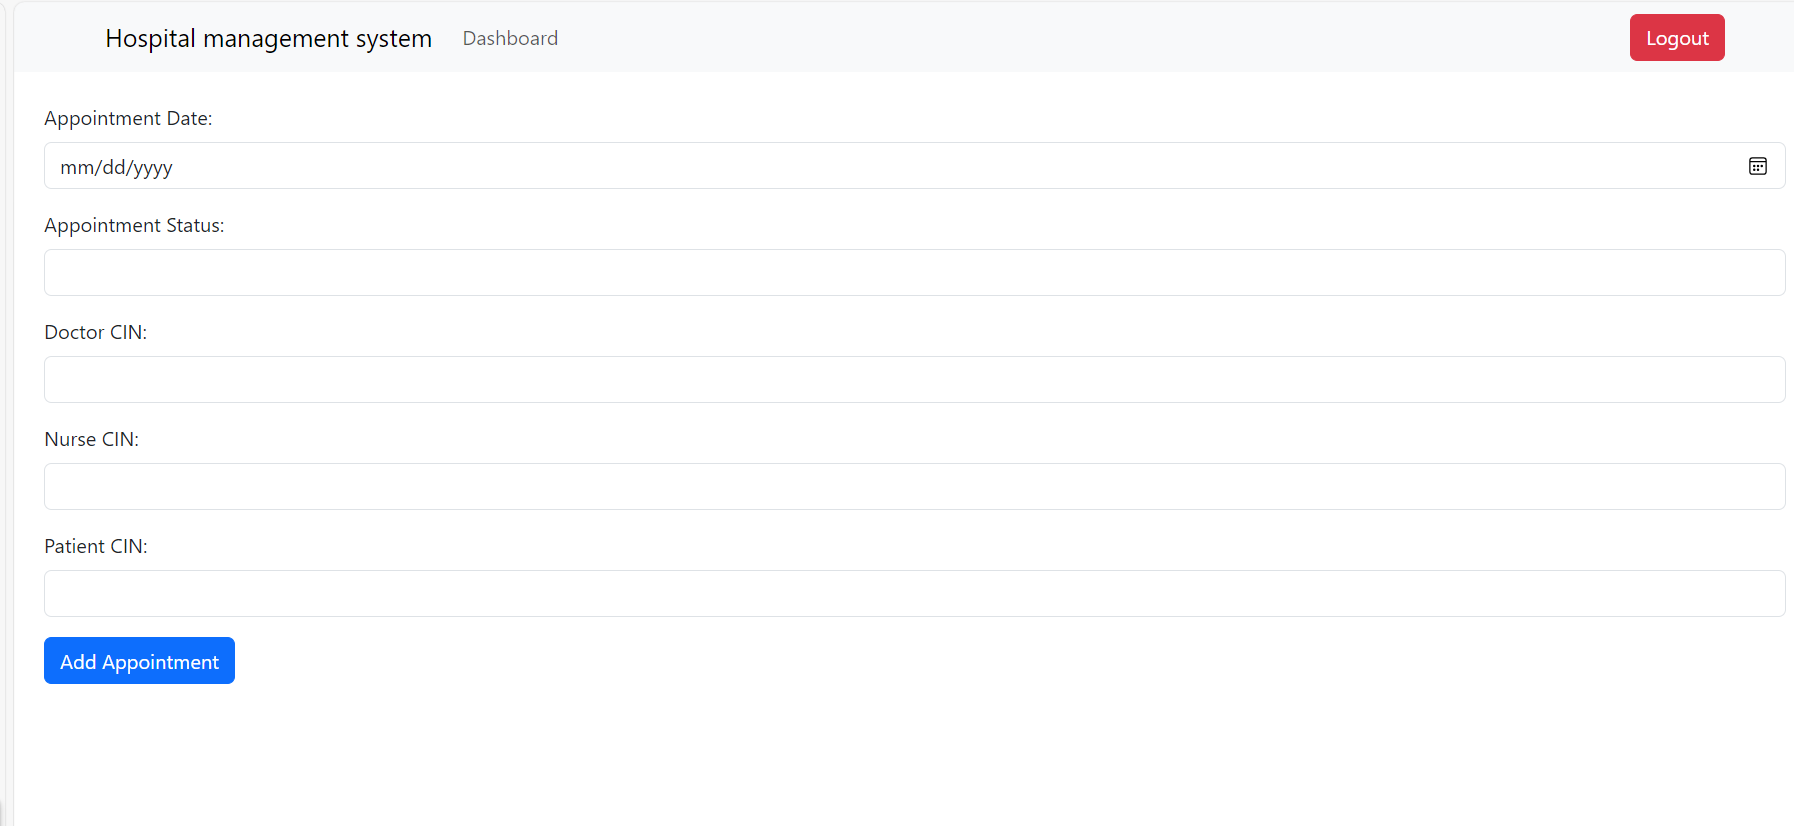 Hospital management system Dashboard Logout
Appointment Date:
mm/dd/yyyy
Appointment Status:
Doctor CIN:
Nurse CIN:
Patient CIN:
Add Appointment